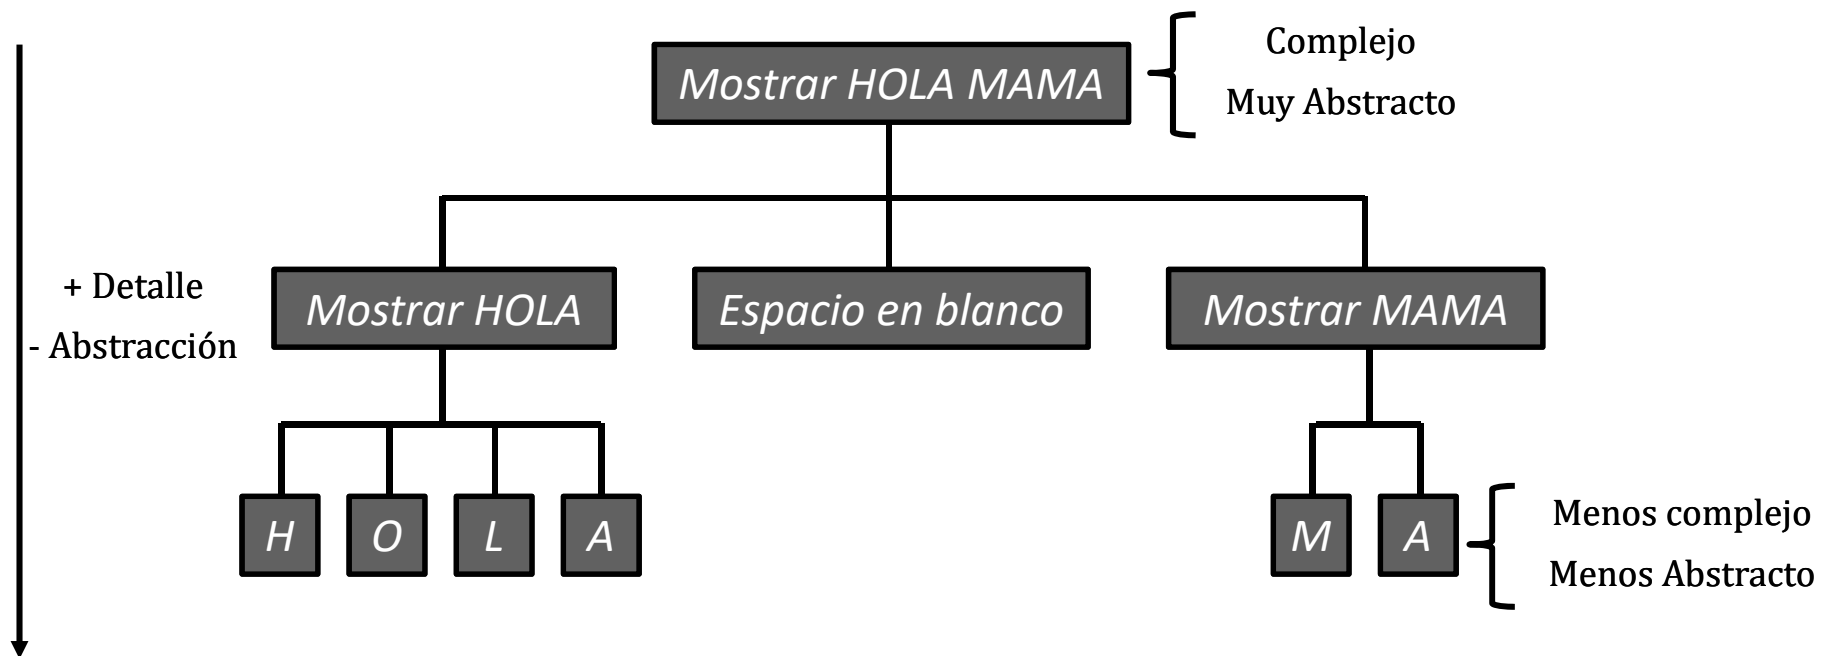 Complejo
Mostrar HOLA MAMA
Muy Abstracto
+ Detalle
- Abstracción
Mostrar HOLA
Espacio en blanco
Mostrar MAMA
H
O
L
A
M
A
Menos complejo
Menos Abstracto